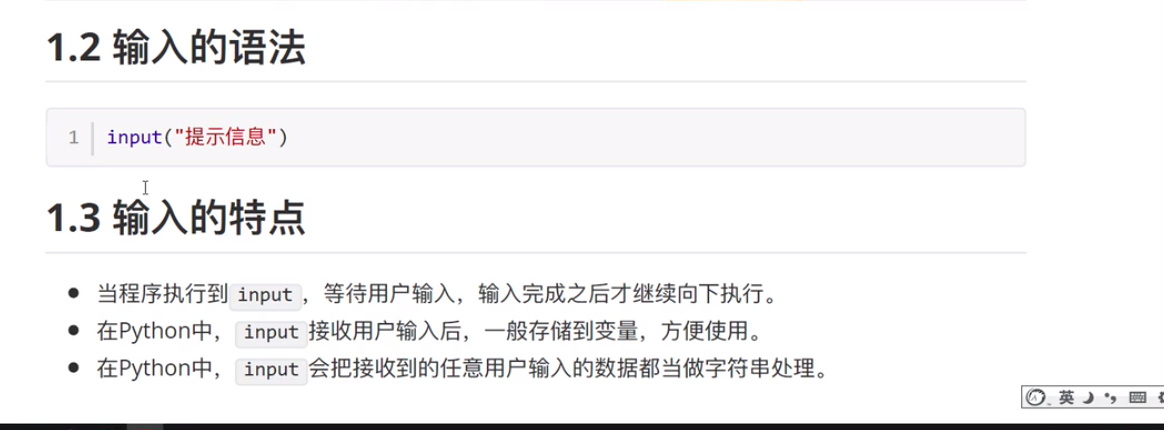 1.2 输入的语法
1 input("提示信息")
1.3 输入的特点
当程序执行到 input ，等待用户输入，输入完成之后才继续向下执行。
在Python中， input 接收用户输入后，一般存储到变量，方便使用。
在Python中， input 会把接收到的任意用户输入的数据都当做字符串处理。
英